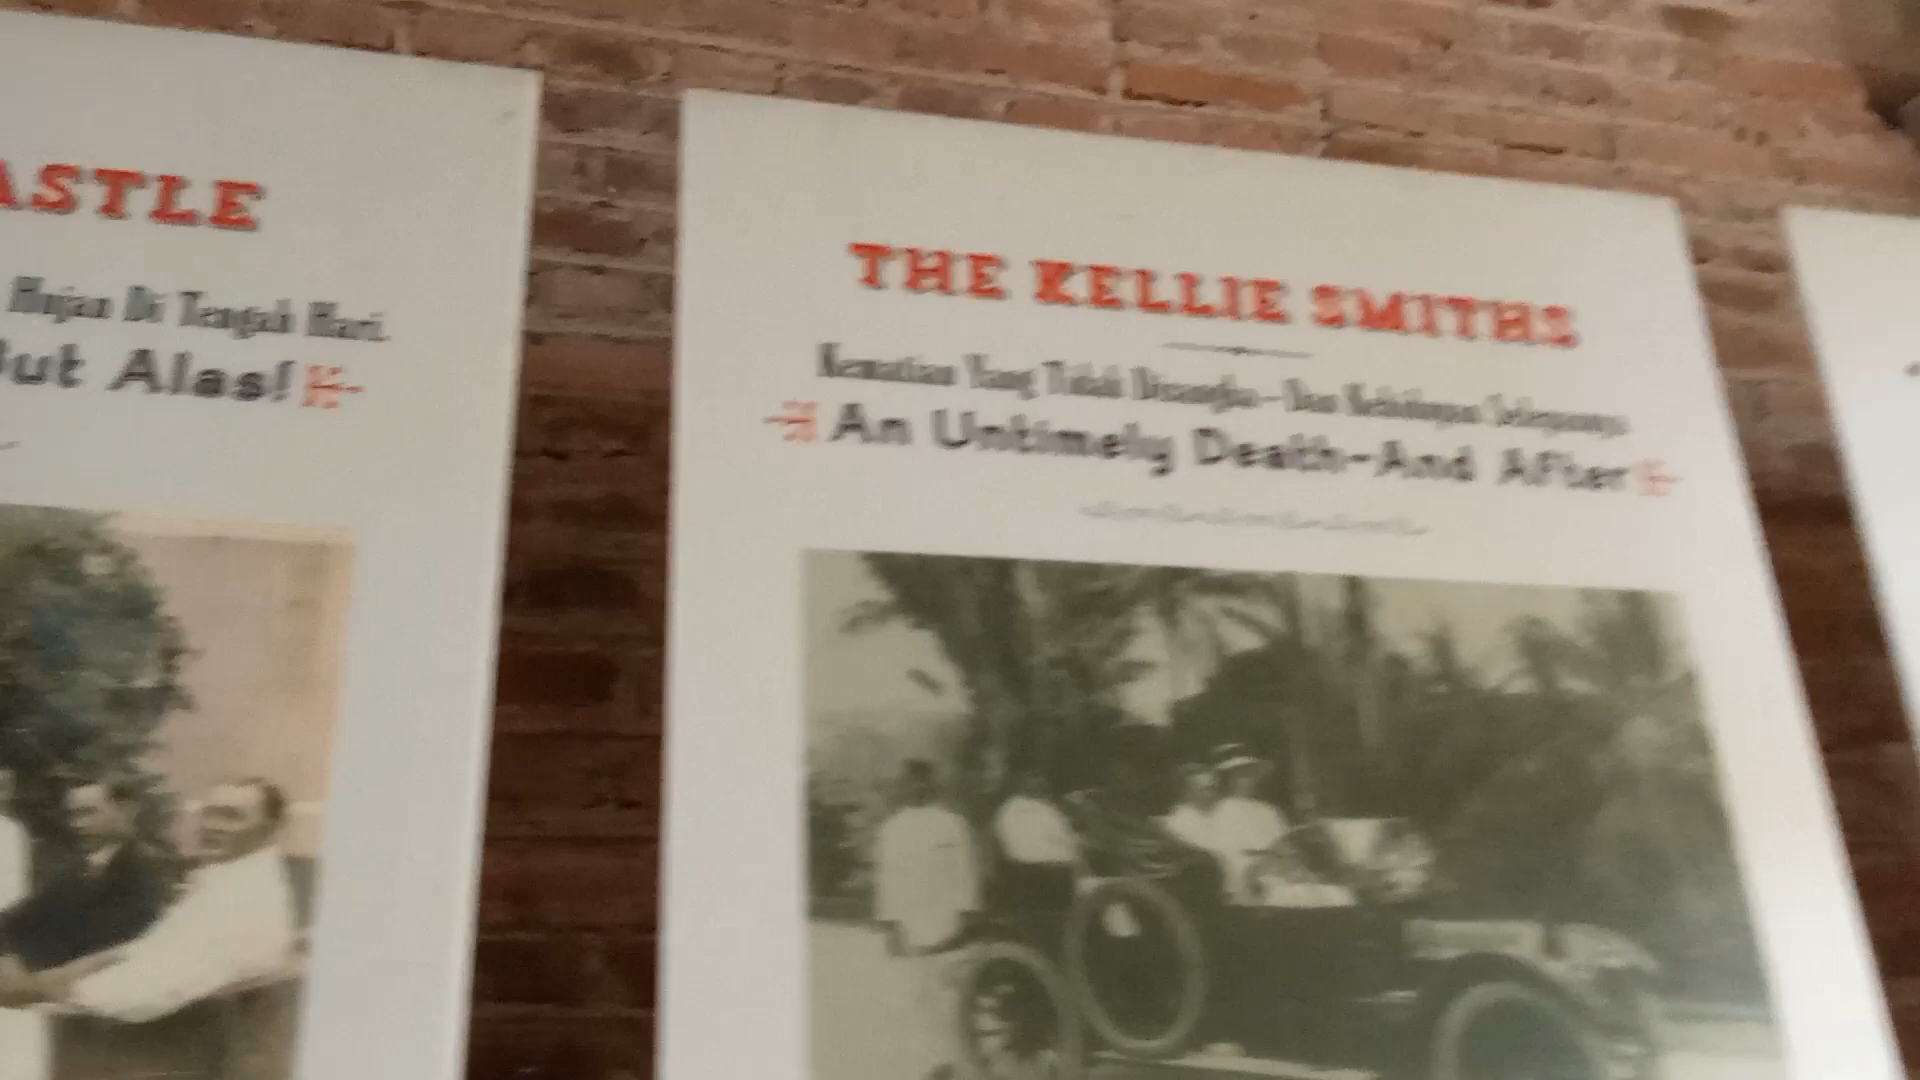 ASTLE
Hujan Di Tengah Hari.
But Alas!
THE KELLIE SMITHS
Kematian Yang Tidak Disangka-Dan Kehidupan Selepasnya
An Untimely Death-And After